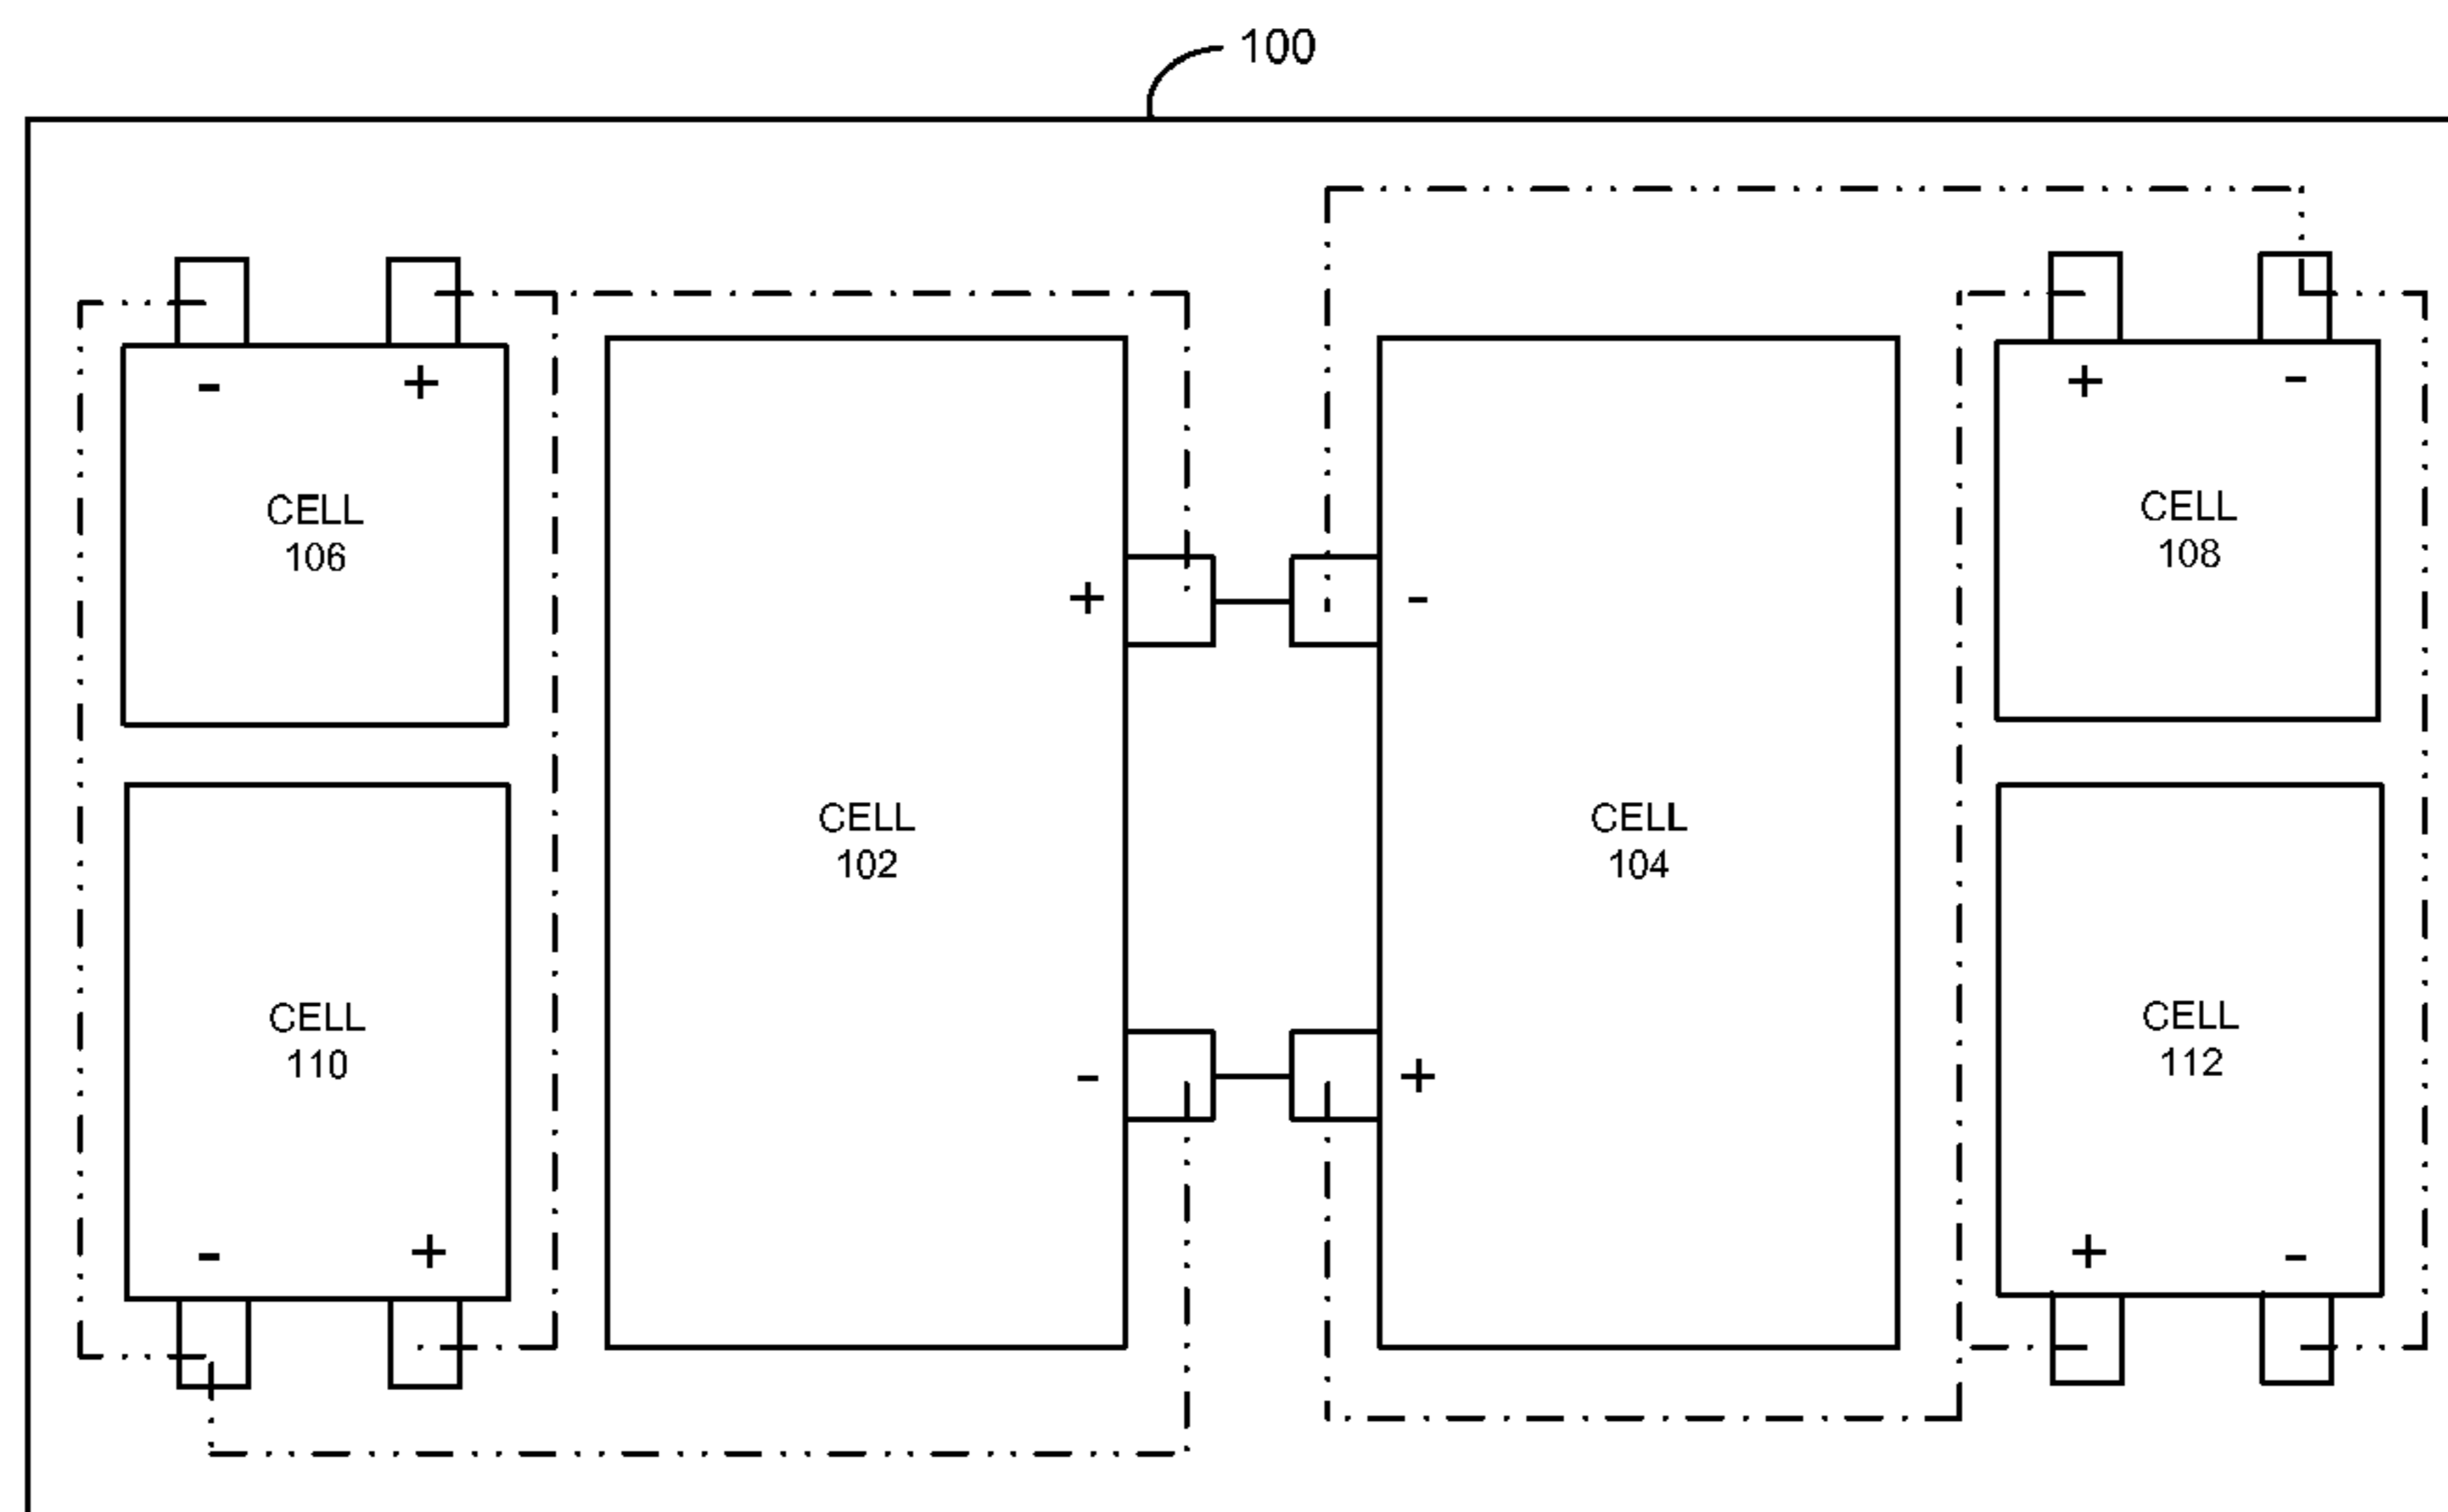 100
- +
+ -
CELL
106
CELL
108
+ -
CELL
102
CELL
104
CELL
110
CELL
112
- +
- +
+ -